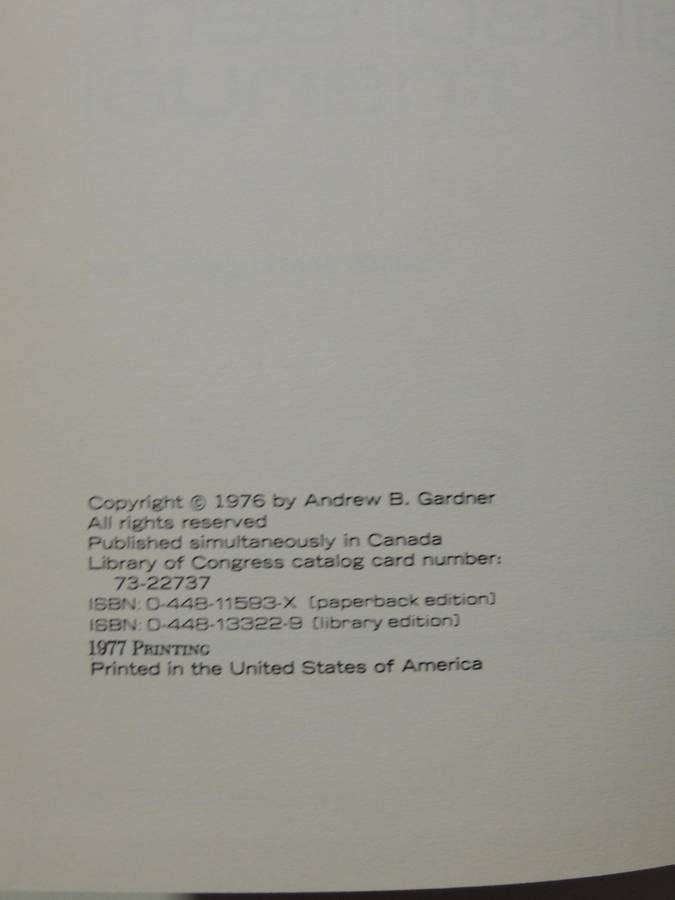 Copyright © 1976 by Andrew B. Gardner
All rights reserved
Published simultaneously in Canada
Library of Congress catalog card number:
73-22737
ISBN: 0-448-11593-X (paperback edition)
ISBN: 0-448-13322-9 (library edition)
1977 PRINTING
Printed in the United States of America